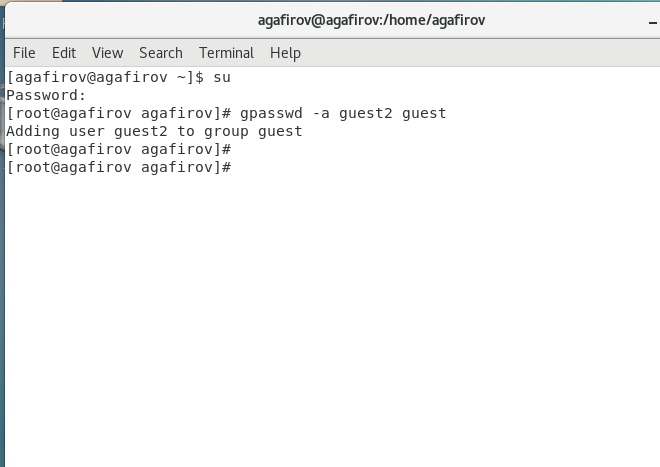 agafirov@agafirov:/home/agafirov
File Edit View Search Terminal Help
[agafirov@agafirov ~]$ su
Password:
[root@agafirov agafirov]# gpasswd -a guest2 guest
Adding user guest2 to group guest
[root@agafirov agafirov]#
[root@agafirov agafirov]#